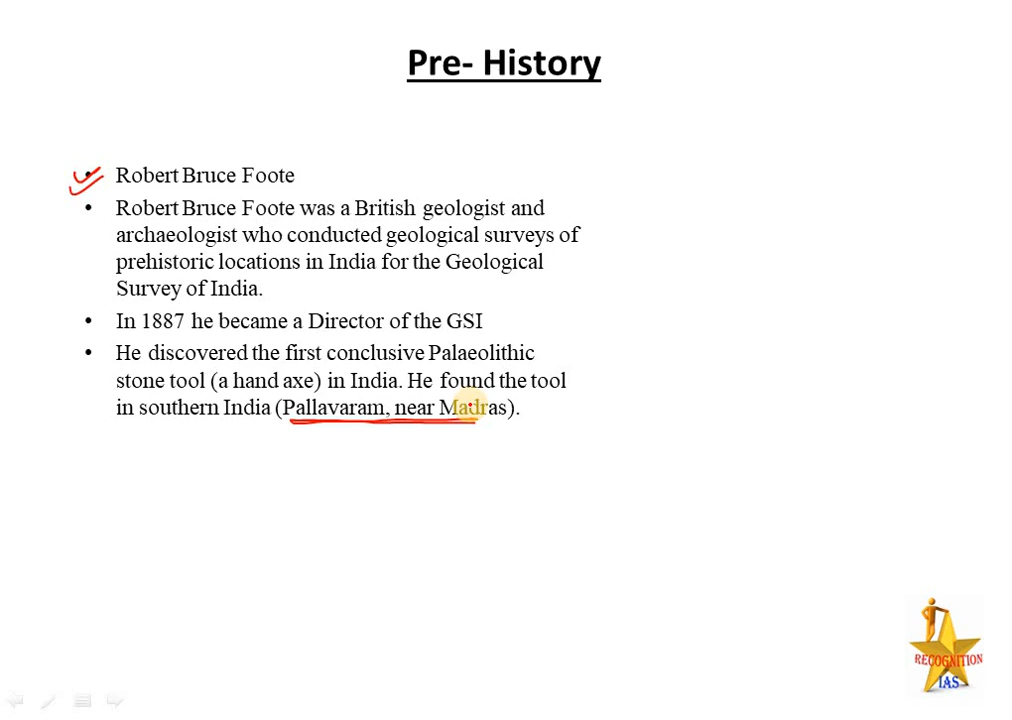 Pre- History
• Robert Bruce Foote
• Robert Bruce Foote was a British geologist and
archaeologist who conducted geological surveys of
prehistoric locations in India for the Geological
Survey of India.
• In 1887 he became a Director of the GSI
• He discovered the first conclusive Palaeolithic
stone tool (a hand axe) in India. He found the tool
in southern India (Pallavaram, near Madras).
RECOGNITION
IAS